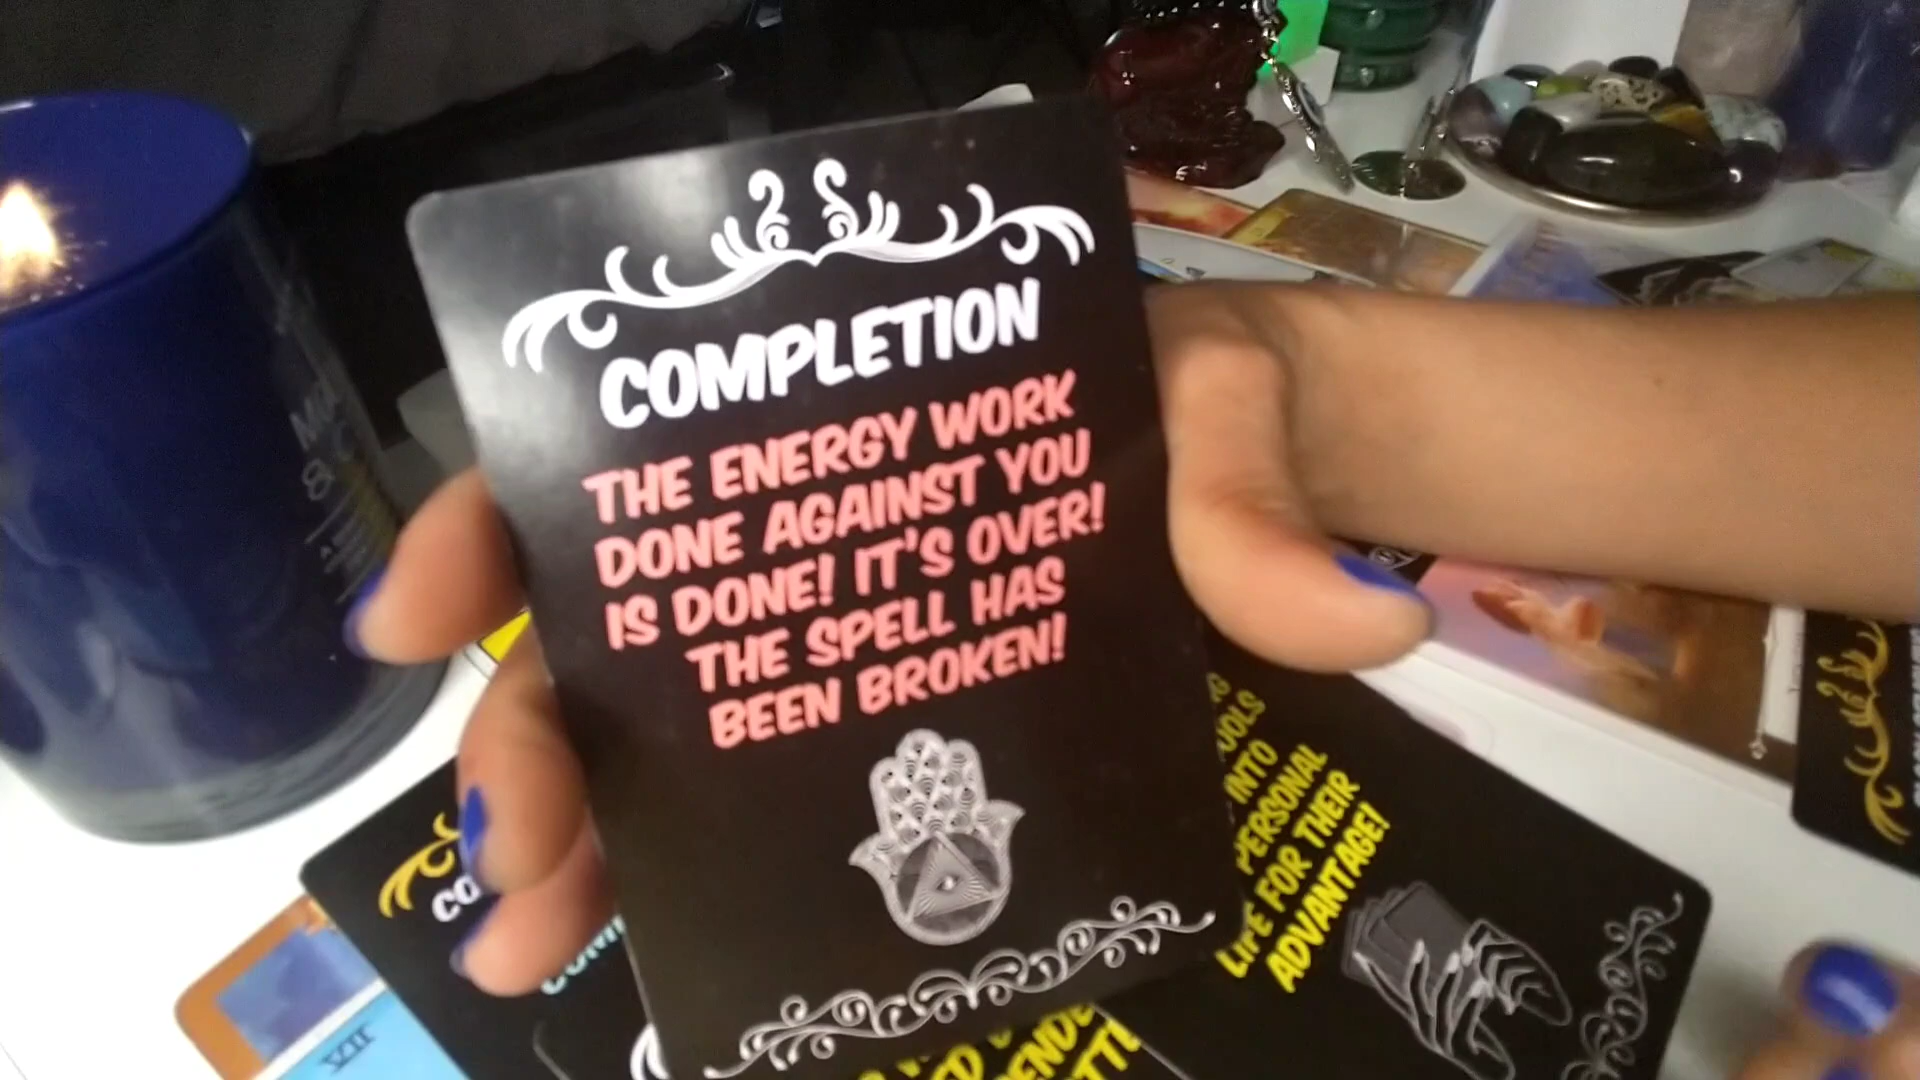 COMPLETION
THE ENERGY WORK
DONE AGAINST YOU
IS DONE! IT'S OVER!
THE SPELL HAS
BEEN BROKEN!
INTO
PERSONAL
LIFE FOR THEIR
ADVANTAGE!